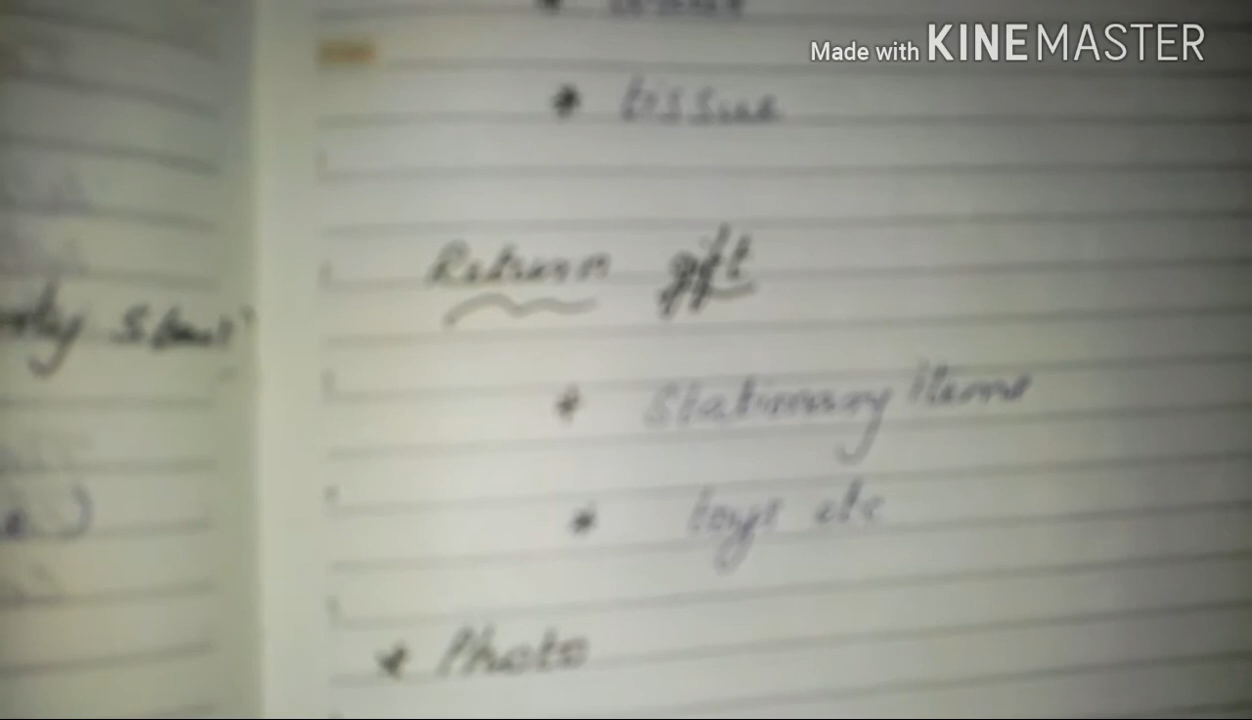 Made with KINEMASTER
* tissue
Return gift
* Stationary items
* toys etc
* Photo